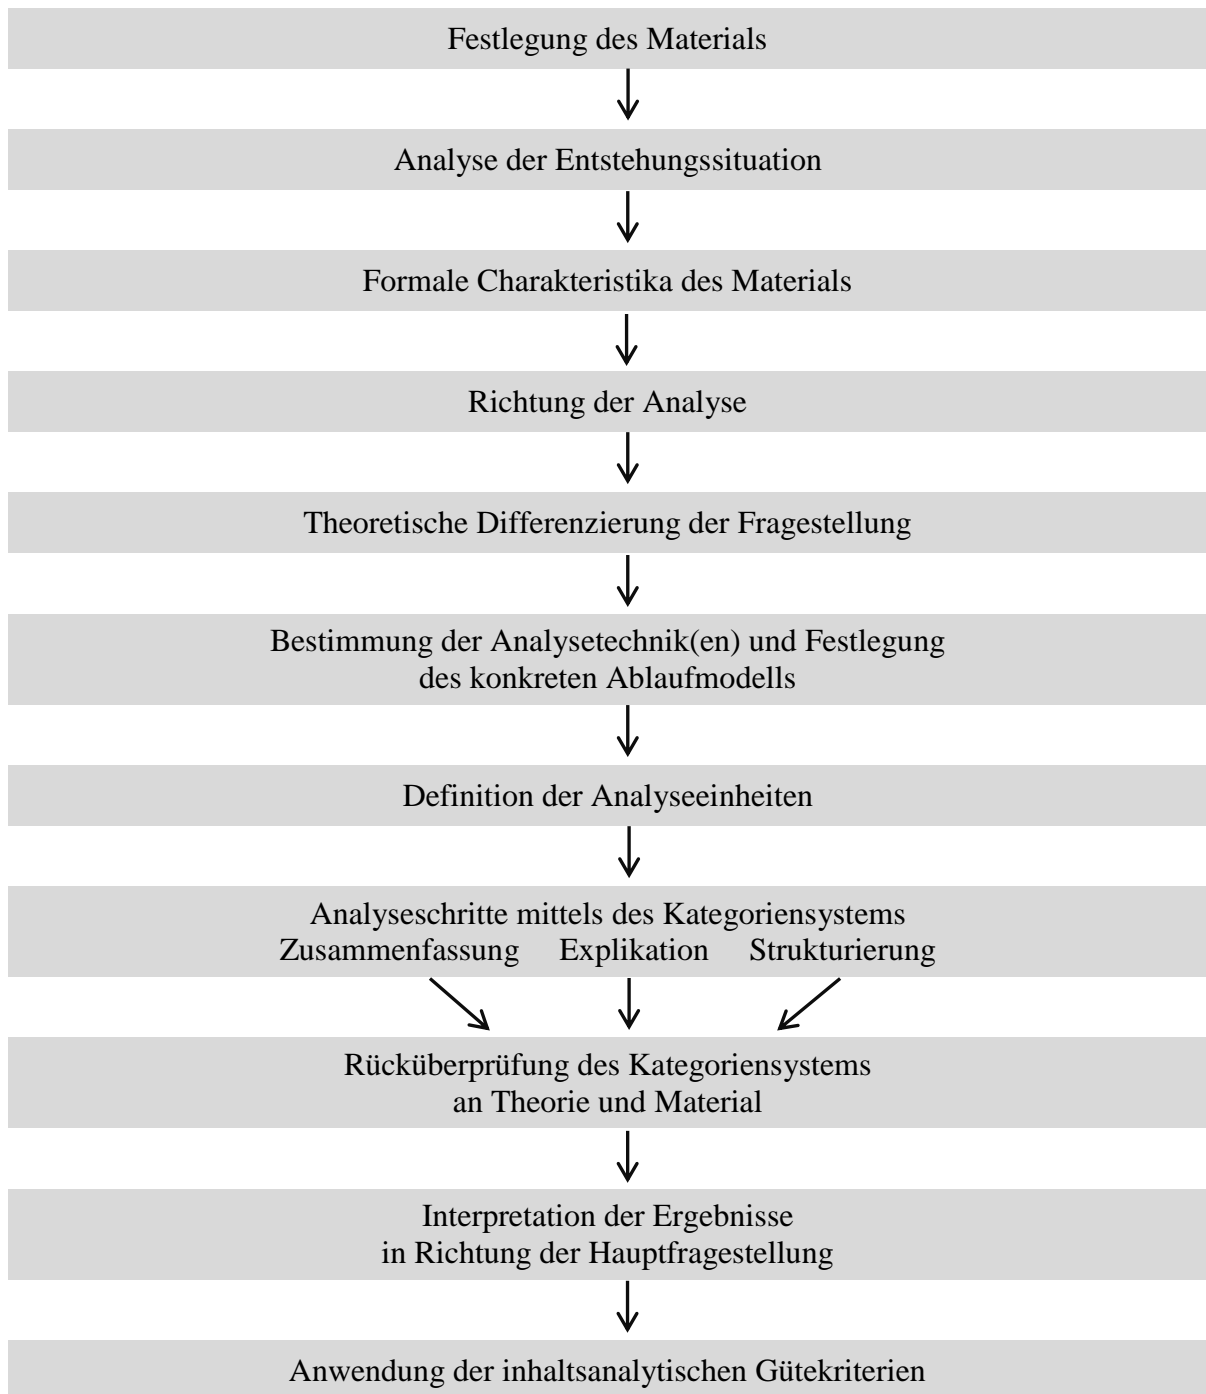 Festlegung des Materials
Analyse der Entstehungssituation
Formale Charakteristika des Materials
Richtung der Analyse
Theoretische Differenzierung der Fragestellung
Bestimmung der Analysetechnik(en) und Festlegung
des konkreten Ablaufmodells
Definition der Analyseeinheiten
Analyseschritte mittels des Kategoriensystems
Zusammenfassung Explikation Strukturierung
Rücküberprüfung des Kategoriensystems
an Theorie und Material
Interpretation der Ergebnisse
in Richtung der Hauptfragestellung
Anwendung der inhaltsanalytischen Gütekriterien